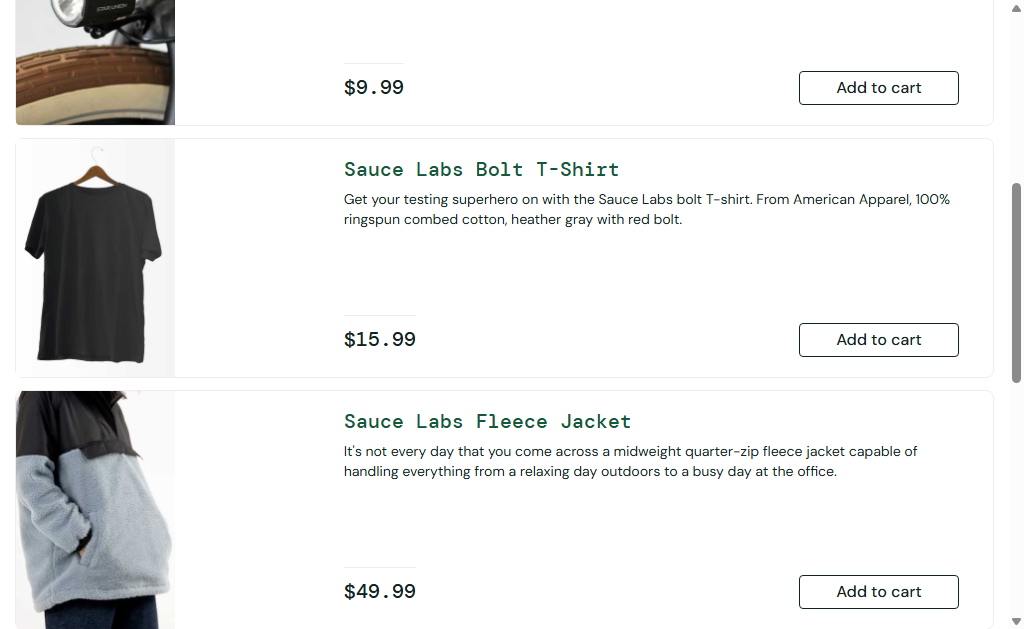 $9.99
Add to cart
Sauce Labs Bolt T-Shirt
Get your testing superhero on with the Sauce Labs bolt T-shirt. From American Apparel, 100%
ringspun combed cotton, heather gray with red bolt.
$15.99
Add to cart
Sauce Labs Fleece Jacket
It's not every day that you come across a midweight quarter-zip fleece jacket capable of
handling everything from a relaxing day outdoors to a busy day at the office.
$49.99
Add to cart